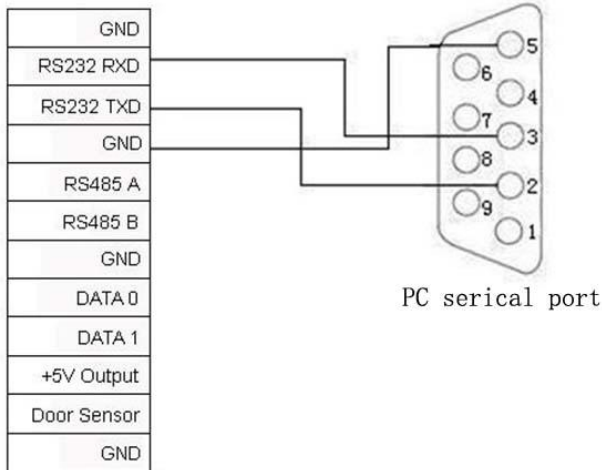 GND
RS232 RXD
RS232 TXD
GND
RS485 A
RS485 B
GND
DATA 0
DATA 1
+5V Output
Door Sensor
GND
5
6
4
7
3
8
2
9
1
PC serical port